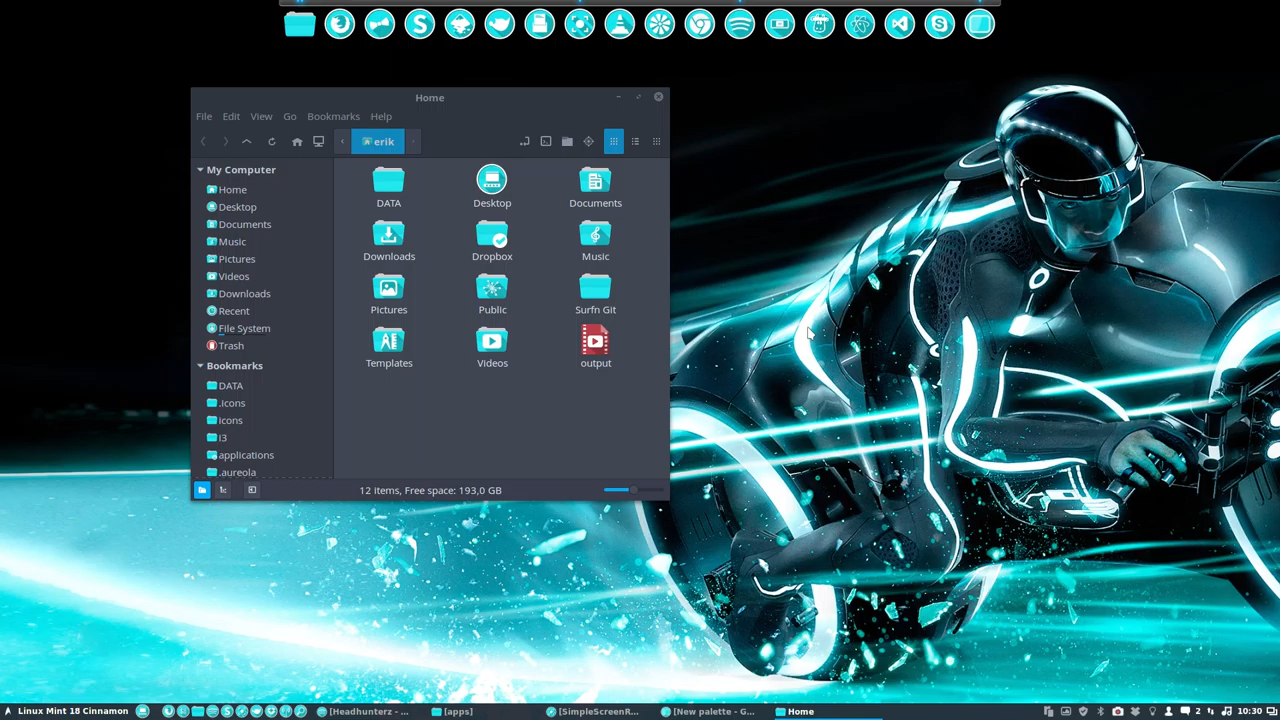 Home
File Edit View Go Bookmarks Help
erik
My Computer
Home
Desktop
Documents
Music
Pictures
Videos
Downloads
Recent
File System
Trash
Bookmarks
DATA
.icons
icons
i3
applications
.aureola
DATA
Desktop
Documents
Downloads
Dropbox
Music
Pictures
Public
Surfn Git
Templates
Videos
output
12 items, Free space: 193,0 GB
Linux Mint 18 Cinnamon
[Headhunterz - ...
[apps]
[SimpleScreenR...
[New palette - G...
Home
2
10:30